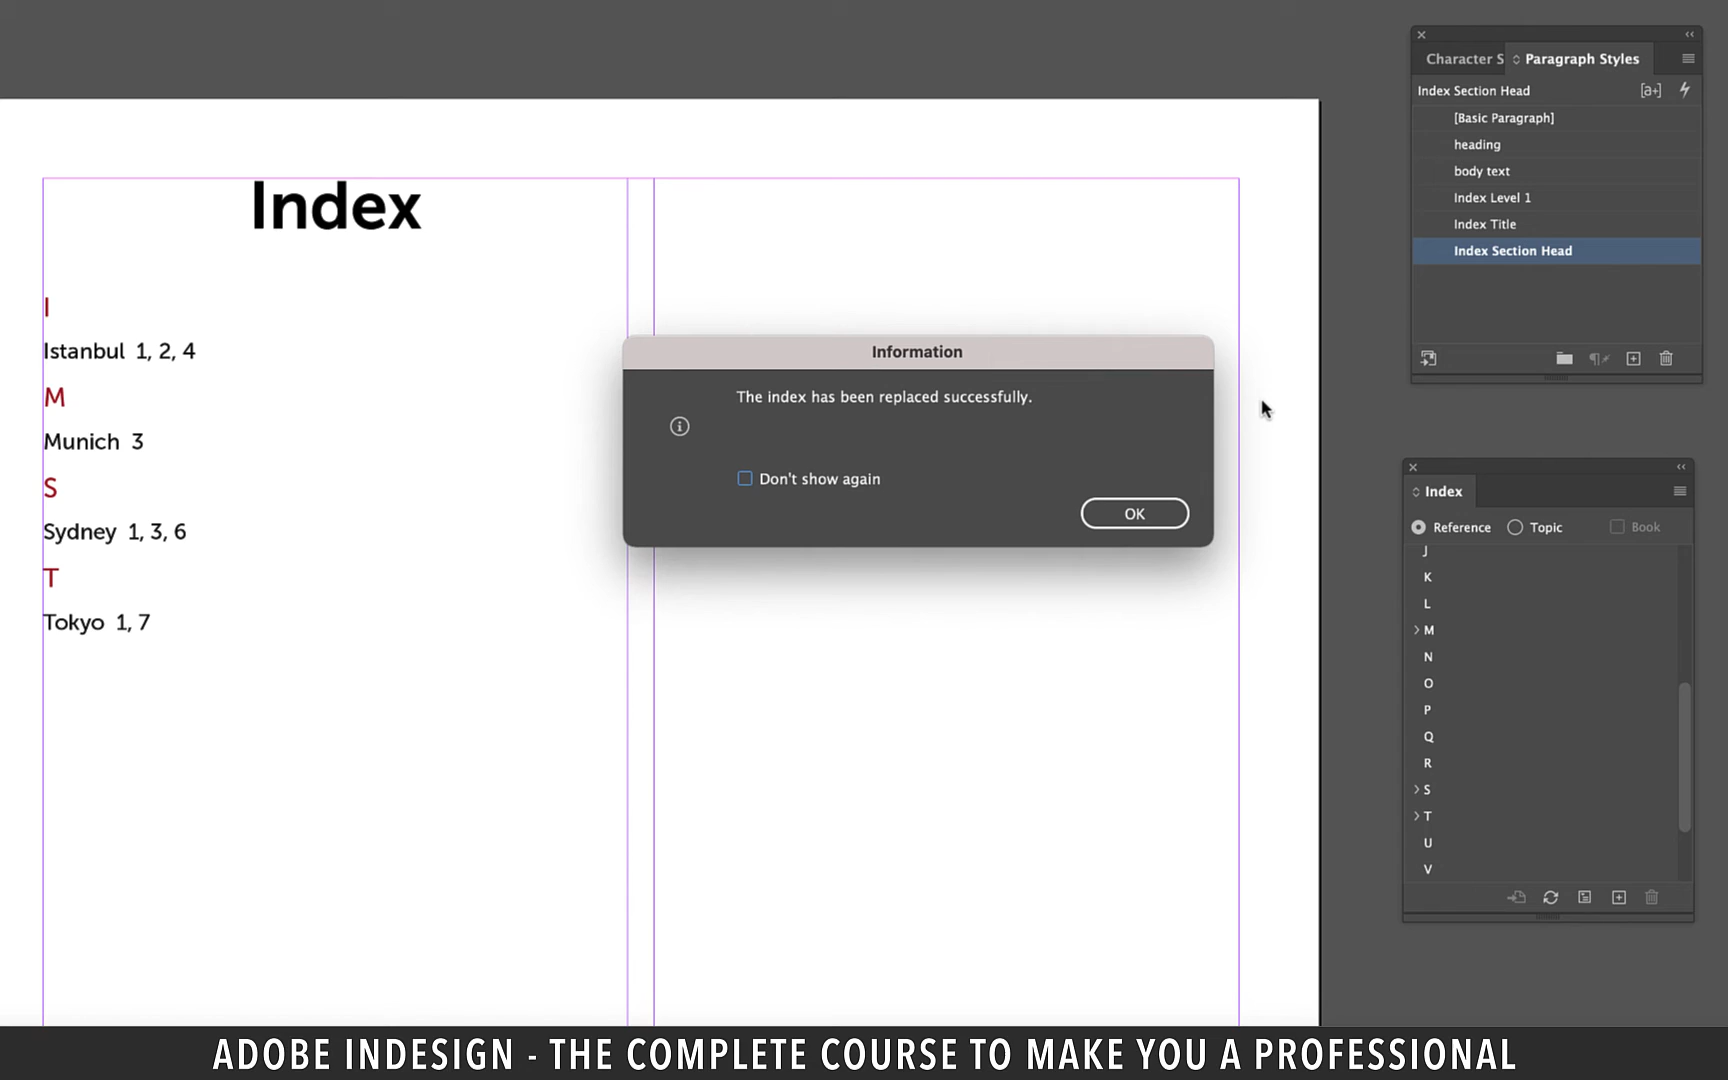 Index
I
Istanbul 1, 2, 4
M
Munich 3
S
Sydney 1, 3, 6
T
Tokyo 1, 7
Information
The index has been replaced successfully.
Don't show again
OK
Character S
Paragraph Styles
Index Section Head
[a+]
[Basic Paragraph]
heading
body text
Index Level 1
Index Title
Index Section Head
Index
Reference
Topic
Book
J
K
L
M
N
O
P
Q
R
S
T
U
V
ADOBE INDESIGN - THE COMPLETE COURSE TO MAKE YOU A PROFESSIONAL